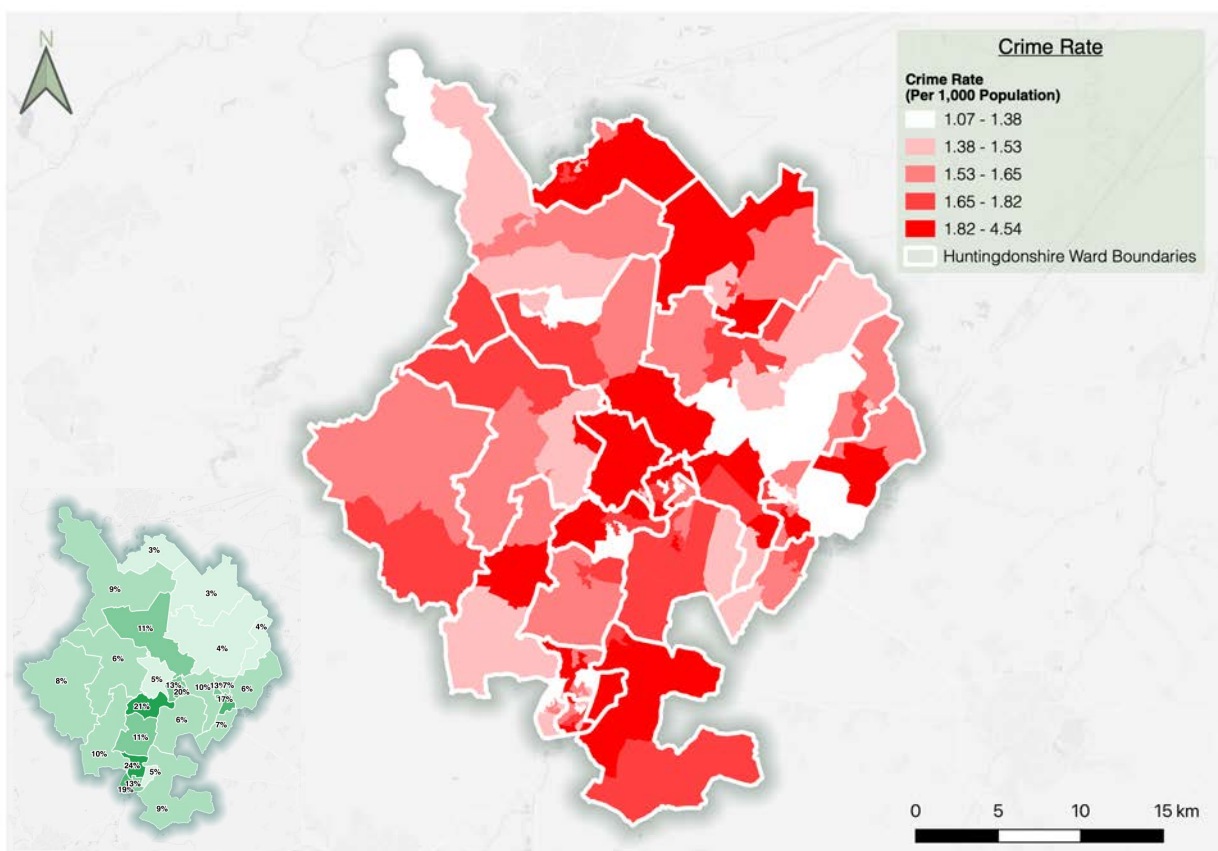 N
Crime Rate
Crime Rate
(Per 1,000 Population)
1.07 - 1.38
1.38 - 1.53
1.53 - 1.65
1.65 - 1.82
1.82 - 4.54
Huntingdonshire Ward Boundaries
3%
9%
3%
11%
4%
4%
6%
8%
5%
13%
20%
10%
13%
7%
6%
17%
21%
6%
7%
11%
10%
24%
5%
13%
19%
9%
0 5 10 15 km